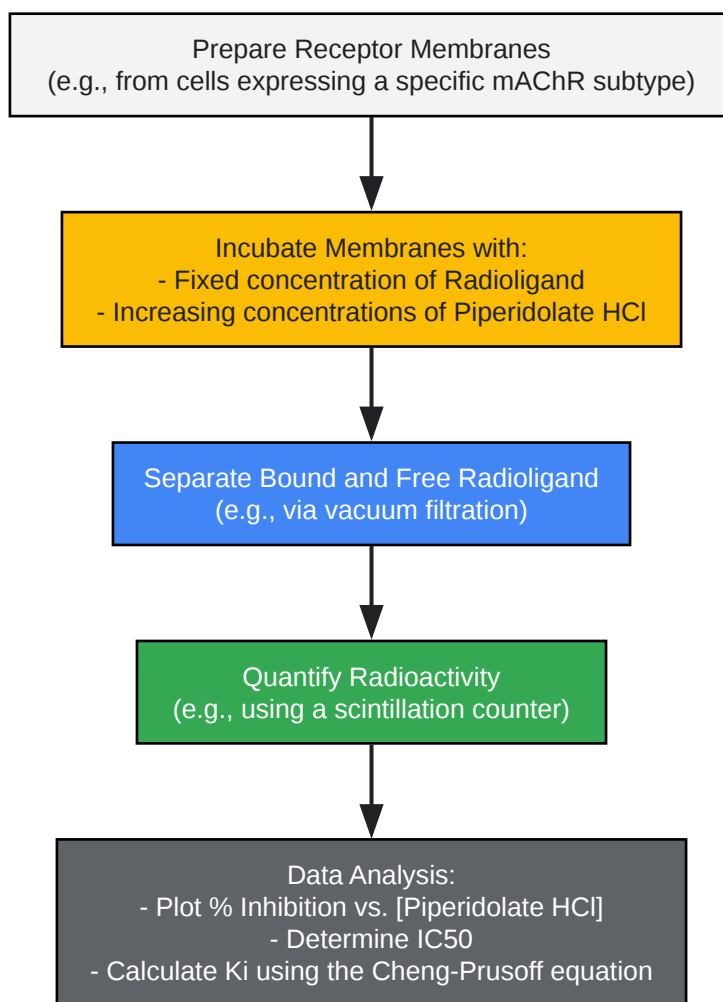 Prepare Receptor Membranes
(e.g., from cells expressing a specific mAChR subtype)
Incubate Membranes with:
- Fixed concentration of Radioligand
- Increasing concentrations of Piperidolate HCl
Separate Bound and Free Radioligand
(e.g., via vacuum filtration)
Quantify Radioactivity
(e.g., using a scintillation counter)
Data Analysis:
- Plot % Inhibition vs. [Piperidolate HCl]
- Determine IC50
- Calculate Ki using the Cheng-Prusoff equation